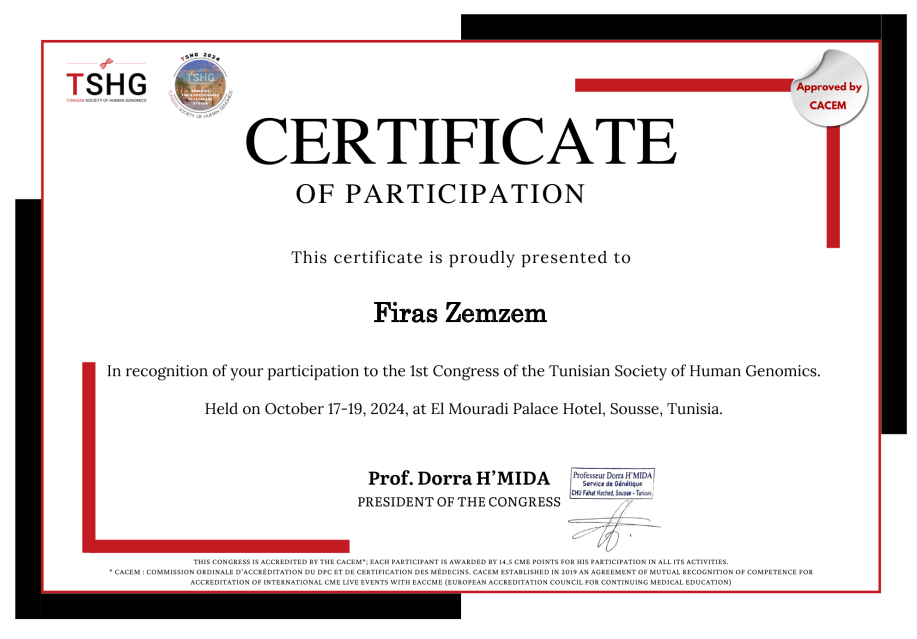 TSHG
TUNISIAN SOCIETY OF HUMAN GENOMICS
TSHG 2024
TSHG
TUNISIAN SOCIETY OF HUMAN GENOMICS
Approved by
CACEM
CERTIFICATE
OF PARTICIPATION
This certificate is proudly presented to
Firas Zemzem
In recognition of your participation to the 1st Congress of the Tunisian Society of Human Genomics.
Held on October 17-19, 2024, at El Mouradi Palace Hotel, Sousse, Tunisia.
Prof. Dorra H'MIDA
PRESIDENT OF THE CONGRESS
Professeur Dorra H'MIDA
Service de Génétique
CHU Fahat Hached, Sousse - Tunisie
THIS CONGRESS IS ACCREDITED BY THE CACEM*; EACH PARTICIPANT IS AWARDED BY 14.5 CME POINTS FOR HIS PARTICIPATION IN ALL ITS ACTIVITIES.
* CACEM : COMMISSION ORDINALE D'ACCRÉDITATION DU DPC ET DE CERTIFICATION DES MÉDECINS. CACEM ESTABLISHED IN 2019 AN AGREEMENT OF MUTUAL RECOGNITION OF COMPETENCE FOR
ACCREDITATION OF INTERNATIONAL CME LIVE EVENTS WITH EACCME (EUROPEAN ACCREDITATION COUNCIL FOR CONTINUING MEDICAL EDUCATION)